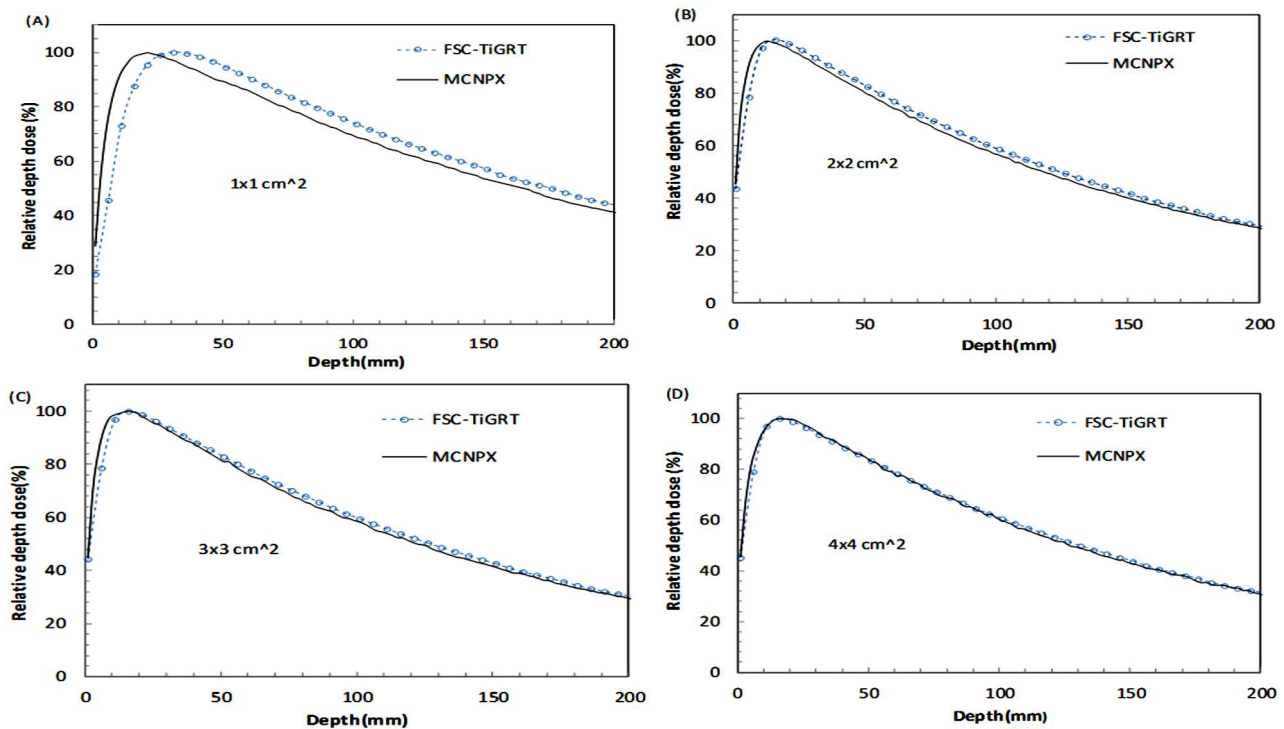 (A)
FSC-TiGRT
MCNPX
1x1 cm^2
Relative depth dose (%)
100
80
60
40
20
0
0 50 100 150 200
Depth(mm)
(B)
FSC-TiGRT
MCNPX
2x2 cm^2
Relative depth dose(%)
100
80
60
40
20
0
0 50 100 150 200
Depth(mm)
(C)
FSC-TiGRT
MCNPX
3x3 cm^2
Relative depth dose(%)
100
80
60
40
20
0
0 50 100 150 200
Depth(mm)
(D)
FSC-TiGRT
MCNPX
4x4 cm^2
Relative depth dose(%)
100
80
60
40
20
0
0 50 100 150 200
Depth(mm)